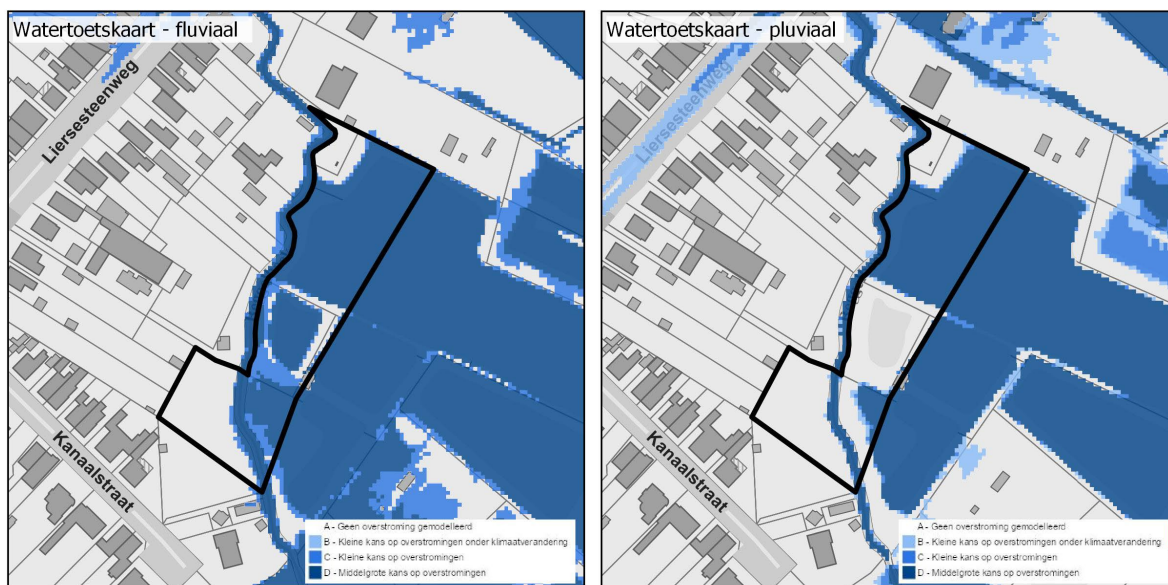 Watertoetskaart - fluviaal
Liersesteenweg
Kanaalstraat
A - Geen overstroming gemodelleerd
B - Kleine kans op overstromingen onder klimaatverandering
C - Kleine kans op overstromingen
D - Middelgrote kans op overstromingen
Watertoetskaart - pluviaal
Liersesteenweg
Kanaalstraat
A - Geen overstroming gemodelleerd
B - Kleine kans op overstromingen onder klimaatverandering
C - Kleine kans op overstromingen
D - Middelgrote kans op overstromingen